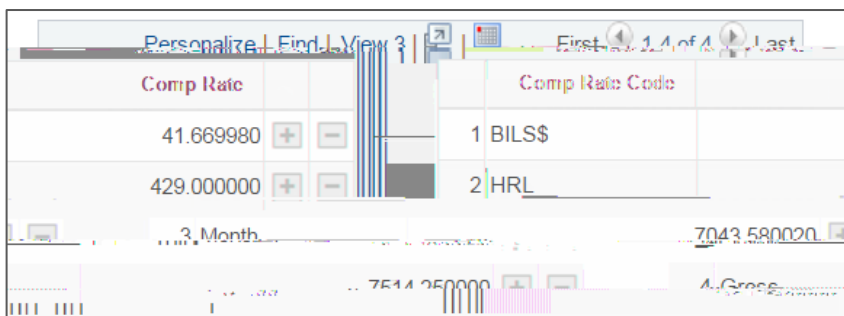 Personalize | Find | View 3 | | First 1-4 of 4 Last
Comp Rate Comp Rate Code
41.669980 1 BILS$
429.000000 2 HRL
3 Month 7043.580020
7514.250000 4 Gross